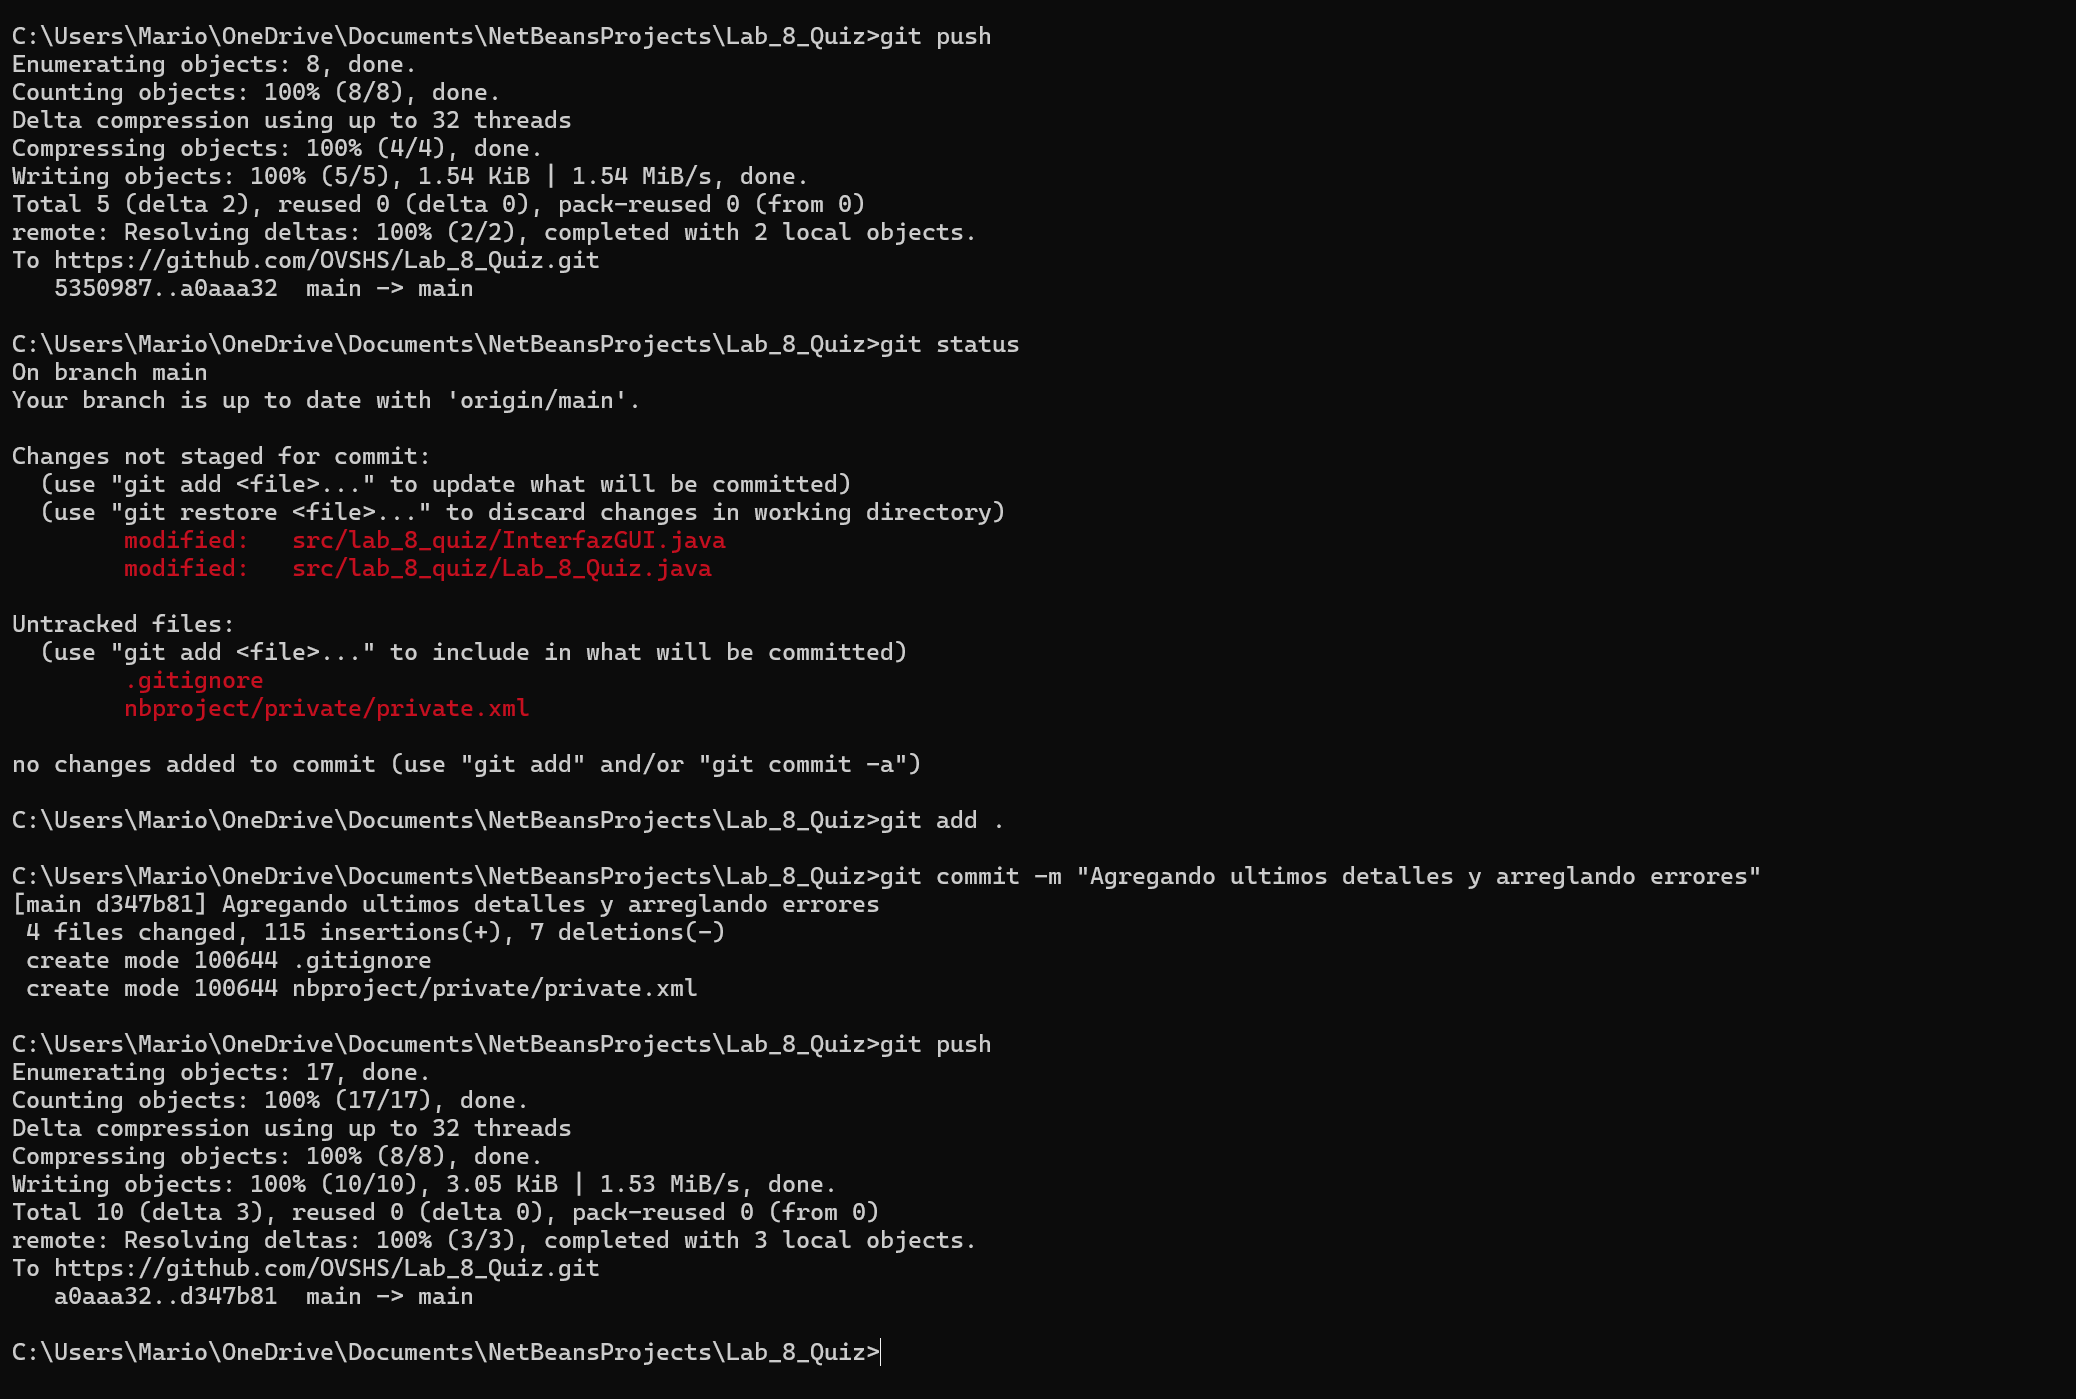 C:\Users\Mario\OneDrive\Documents\NetBeansProjects\Lab_8_Quiz>git push
Enumerating objects: 8, done.
Counting objects: 100% (8/8), done.
Delta compression using up to 32 threads
Compressing objects: 100% (4/4), done.
Writing objects: 100% (5/5), 1.54 KiB | 1.54 MiB/s, done.
Total 5 (delta 2), reused 0 (delta 0), pack-reused 0 (from 0)
remote: Resolving deltas: 100% (2/2), completed with 2 local objects.
To https://github.com/OVSHS/Lab_8_Quiz.git
   5350987..a0aaa32  main -> main

C:\Users\Mario\OneDrive\Documents\NetBeansProjects\Lab_8_Quiz>git status
On branch main
Your branch is up to date with 'origin/main'.

Changes not staged for commit:
  (use "git add <file>..." to update what will be committed)
  (use "git restore <file>..." to discard changes in working directory)
        modified:   src/lab_8_quiz/InterfazGUI.java
        modified:   src/lab_8_quiz/Lab_8_Quiz.java

Untracked files:
  (use "git add <file>..." to include in what will be committed)
        .gitignore
        nbproject/private/private.xml

no changes added to commit (use "git add" and/or "git commit -a")

C:\Users\Mario\OneDrive\Documents\NetBeansProjects\Lab_8_Quiz>git add .

C:\Users\Mario\OneDrive\Documents\NetBeansProjects\Lab_8_Quiz>git commit -m "Agregando ultimos detalles y arreglando errores"
[main d347b81] Agregando ultimos detalles y arreglando errores
 4 files changed, 115 insertions(+), 7 deletions(-)
 create mode 100644 .gitignore
 create mode 100644 nbproject/private/private.xml

C:\Users\Mario\OneDrive\Documents\NetBeansProjects\Lab_8_Quiz>git push
Enumerating objects: 17, done.
Counting objects: 100% (17/17), done.
Delta compression using up to 32 threads
Compressing objects: 100% (8/8), done.
Writing objects: 100% (10/10), 3.05 KiB | 1.53 MiB/s, done.
Total 10 (delta 3), reused 0 (delta 0), pack-reused 0 (from 0)
remote: Resolving deltas: 100% (3/3), completed with 3 local objects.
To https://github.com/OVSHS/Lab_8_Quiz.git
   a0aaa32..d347b81  main -> main

C:\Users\Mario\OneDrive\Documents\NetBeansProjects\Lab_8_Quiz>